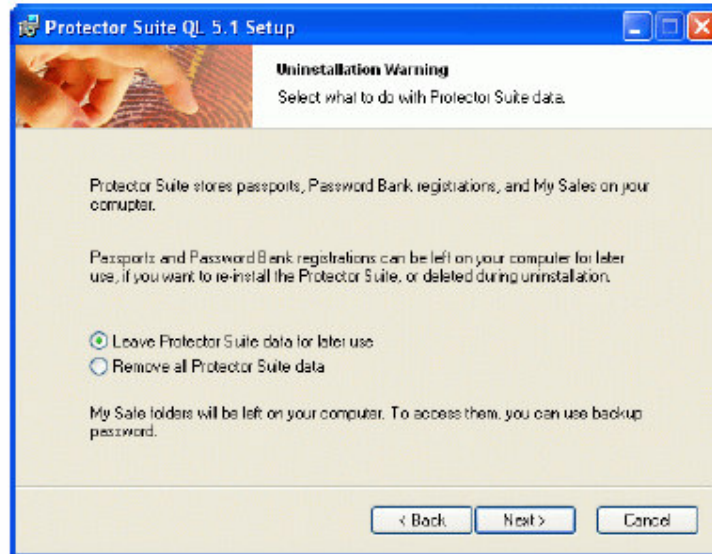 Protector Suite QL 5.1 Setup
Uninstallation Warning
Select what to do with Protector Suite data.
Protector Suite stores passports, Password Bank registrations, and My Sales on your
comupter.
Passports and Password Bank registrations can be left on your computer for later
use, if you want to re-install the Protector Suite, or deleted during uninstallation.
Leave Protector Suite data for later use
Remove all Protector Suite data
My Safe folders will be left on your computer. To access them, you can use backup
password.
< Back
Next >
Cancel